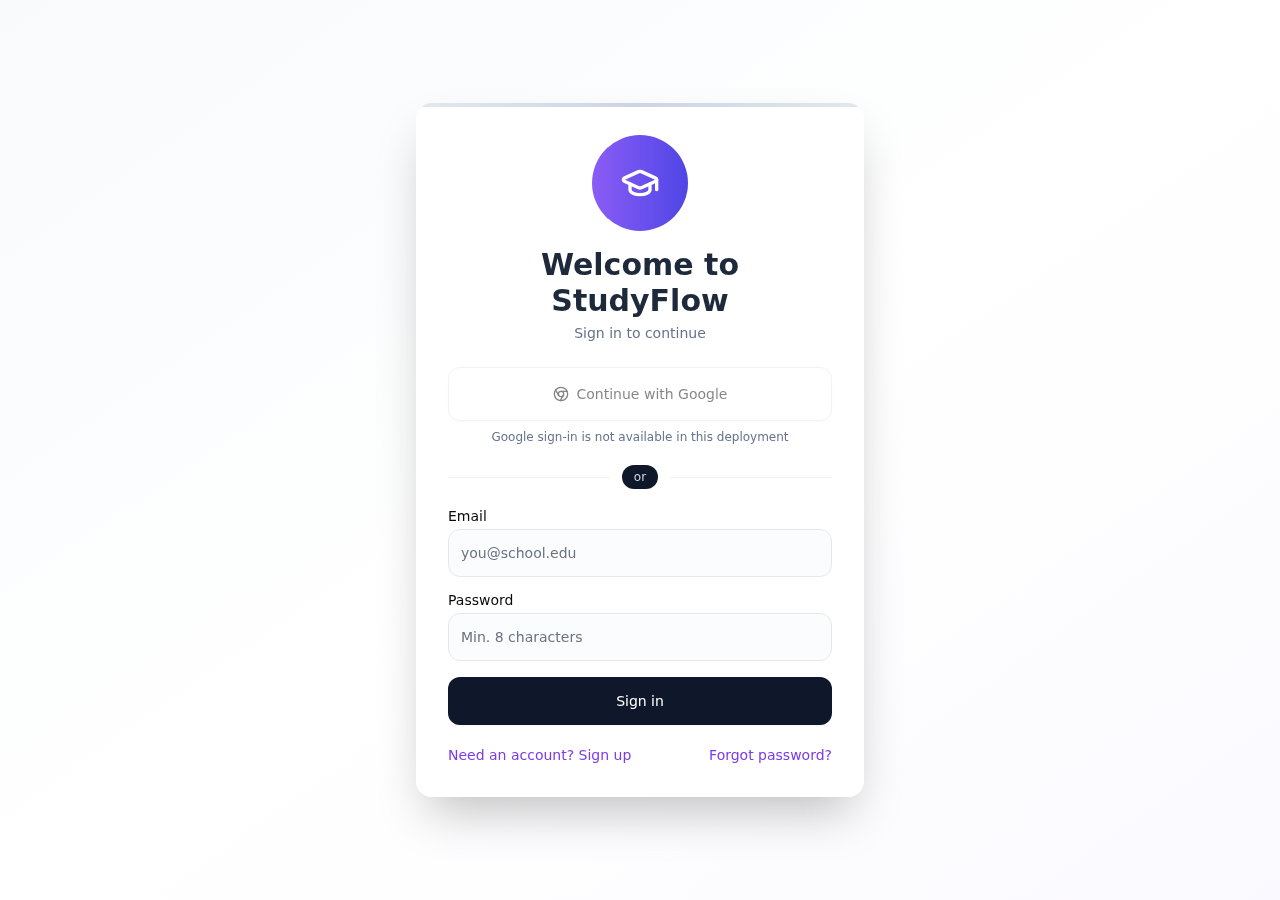 Welcome to
StudyFlow
Sign in to continue
Continue with Google
Google sign-in is not available in this deployment
or
Email
you@school.edu
Password
Min. 8 characters
Sign in
Need an account? Sign up
Forgot password?